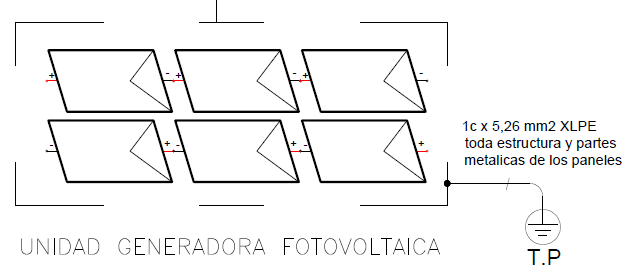 + - + - + -
1c x 5,26 mm2 XLPE
toda estructura y partes
metalicas de los paneles
- + - + - +
UNIDAD GENERADORA FOTOVOLTAICA
T.P